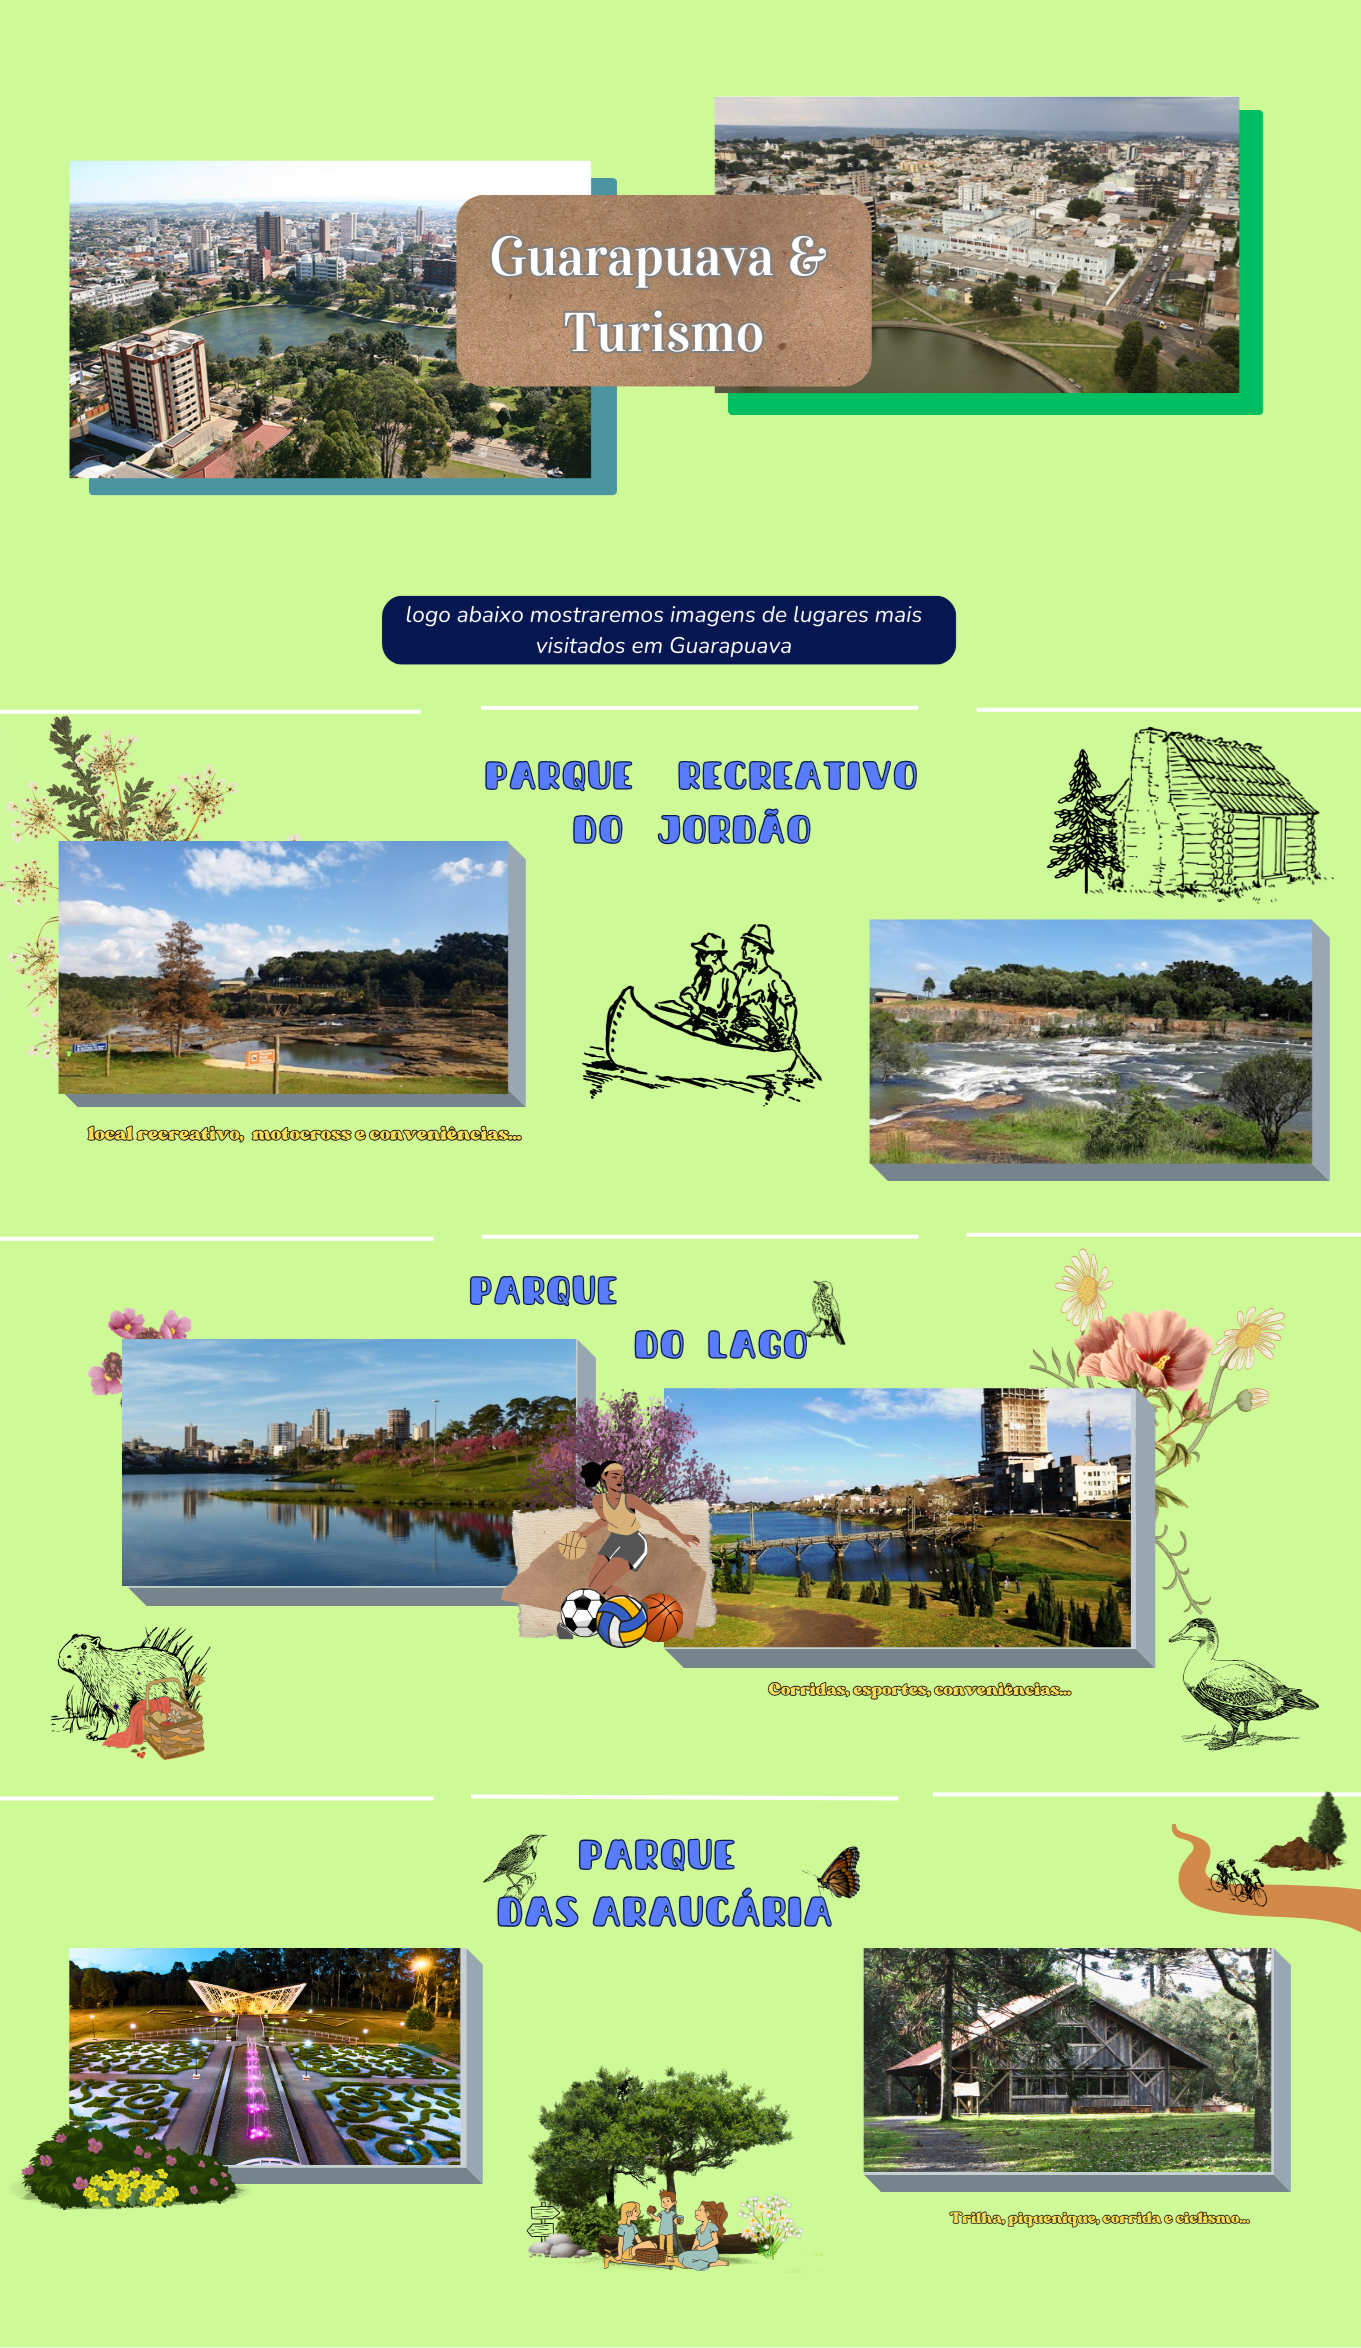 Guarapuava &
Turismo
logo abaixo mostraremos imagens de lugares mais
visitados em Guarapuava
PARQUE RECREATIVO
DO JORDÃO
local recreativo, motocross e conveniências...
PARQUE
DO LAGO
Corridas, esportes, conveniências...
PARQUE
DAS ARAUCÁRIA
Trilha, piquenique, corrida e ciclismo...